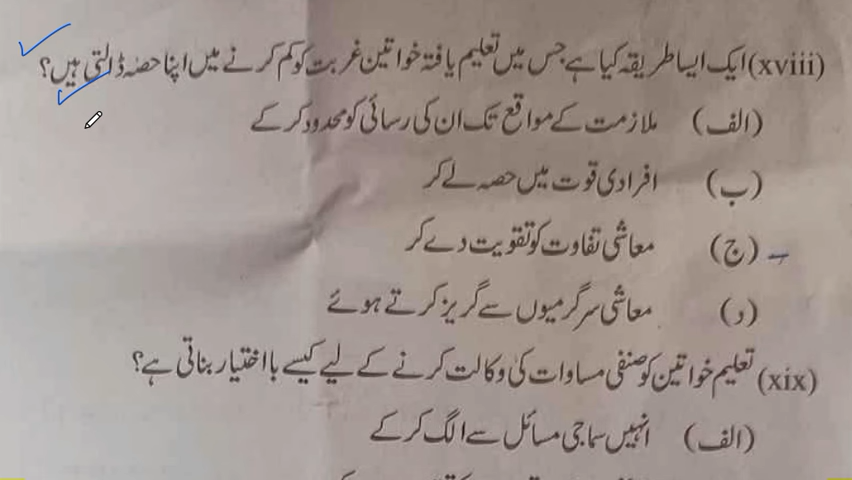 (xviii) ایک ایسا طریقہ کیا ہے جس میں تعلیم یافتہ خواتین غربت کو کم کرنے میں اپنا حصہ ڈالتی ہیں؟
(الف) ملازمت کے مواقع تک ان کی رسائی کو محدود کر کے
(ب) افرادی قوت میں حصہ لے کر
(ج) معاشی تفاوت کو تقویت دے کر
(د) معاشی سرگرمیوں سے گریز کرتے ہوئے
(xix) تعلیم خواتین کو صنفی مساوات کی وکالت کرنے کے لیے کیسے بااختیار بناتی ہے؟
(الف) انہیں سماجی مسائل سے الگ کر کے